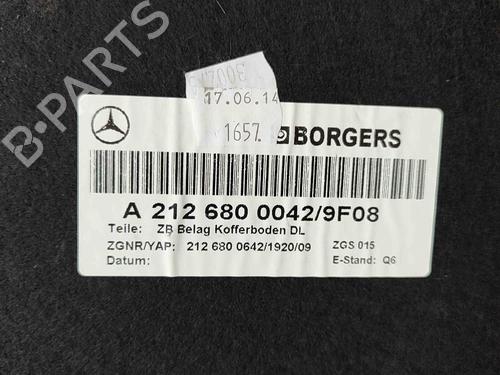 B-PARTS
17.06.14
1657
BORGERS
A 212 680 0042/9F08
Teile: ZB Belag Kofferboden DL
ZGNR/YAP: 212 680 0642/1920/09 ZGS 015
Datum: E-Stand: Q6